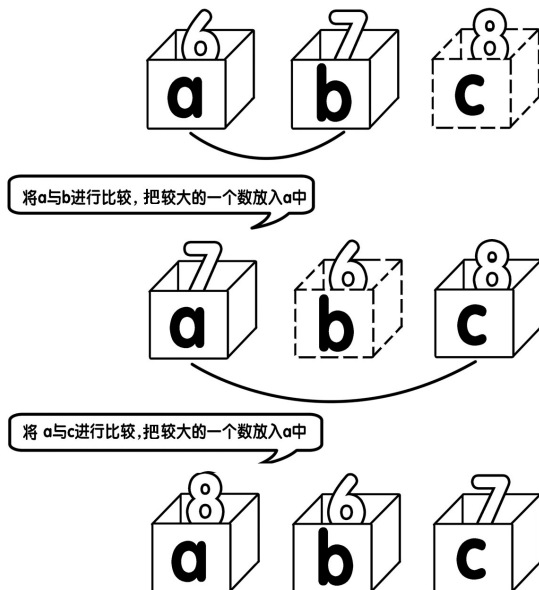 6 7 8
a b c
将a与b进行比较，把较大的一个数放入a中
7 6 8
a b c
将 a与c进行比较,把较大的一个数放入a中
8 6 7
a b c